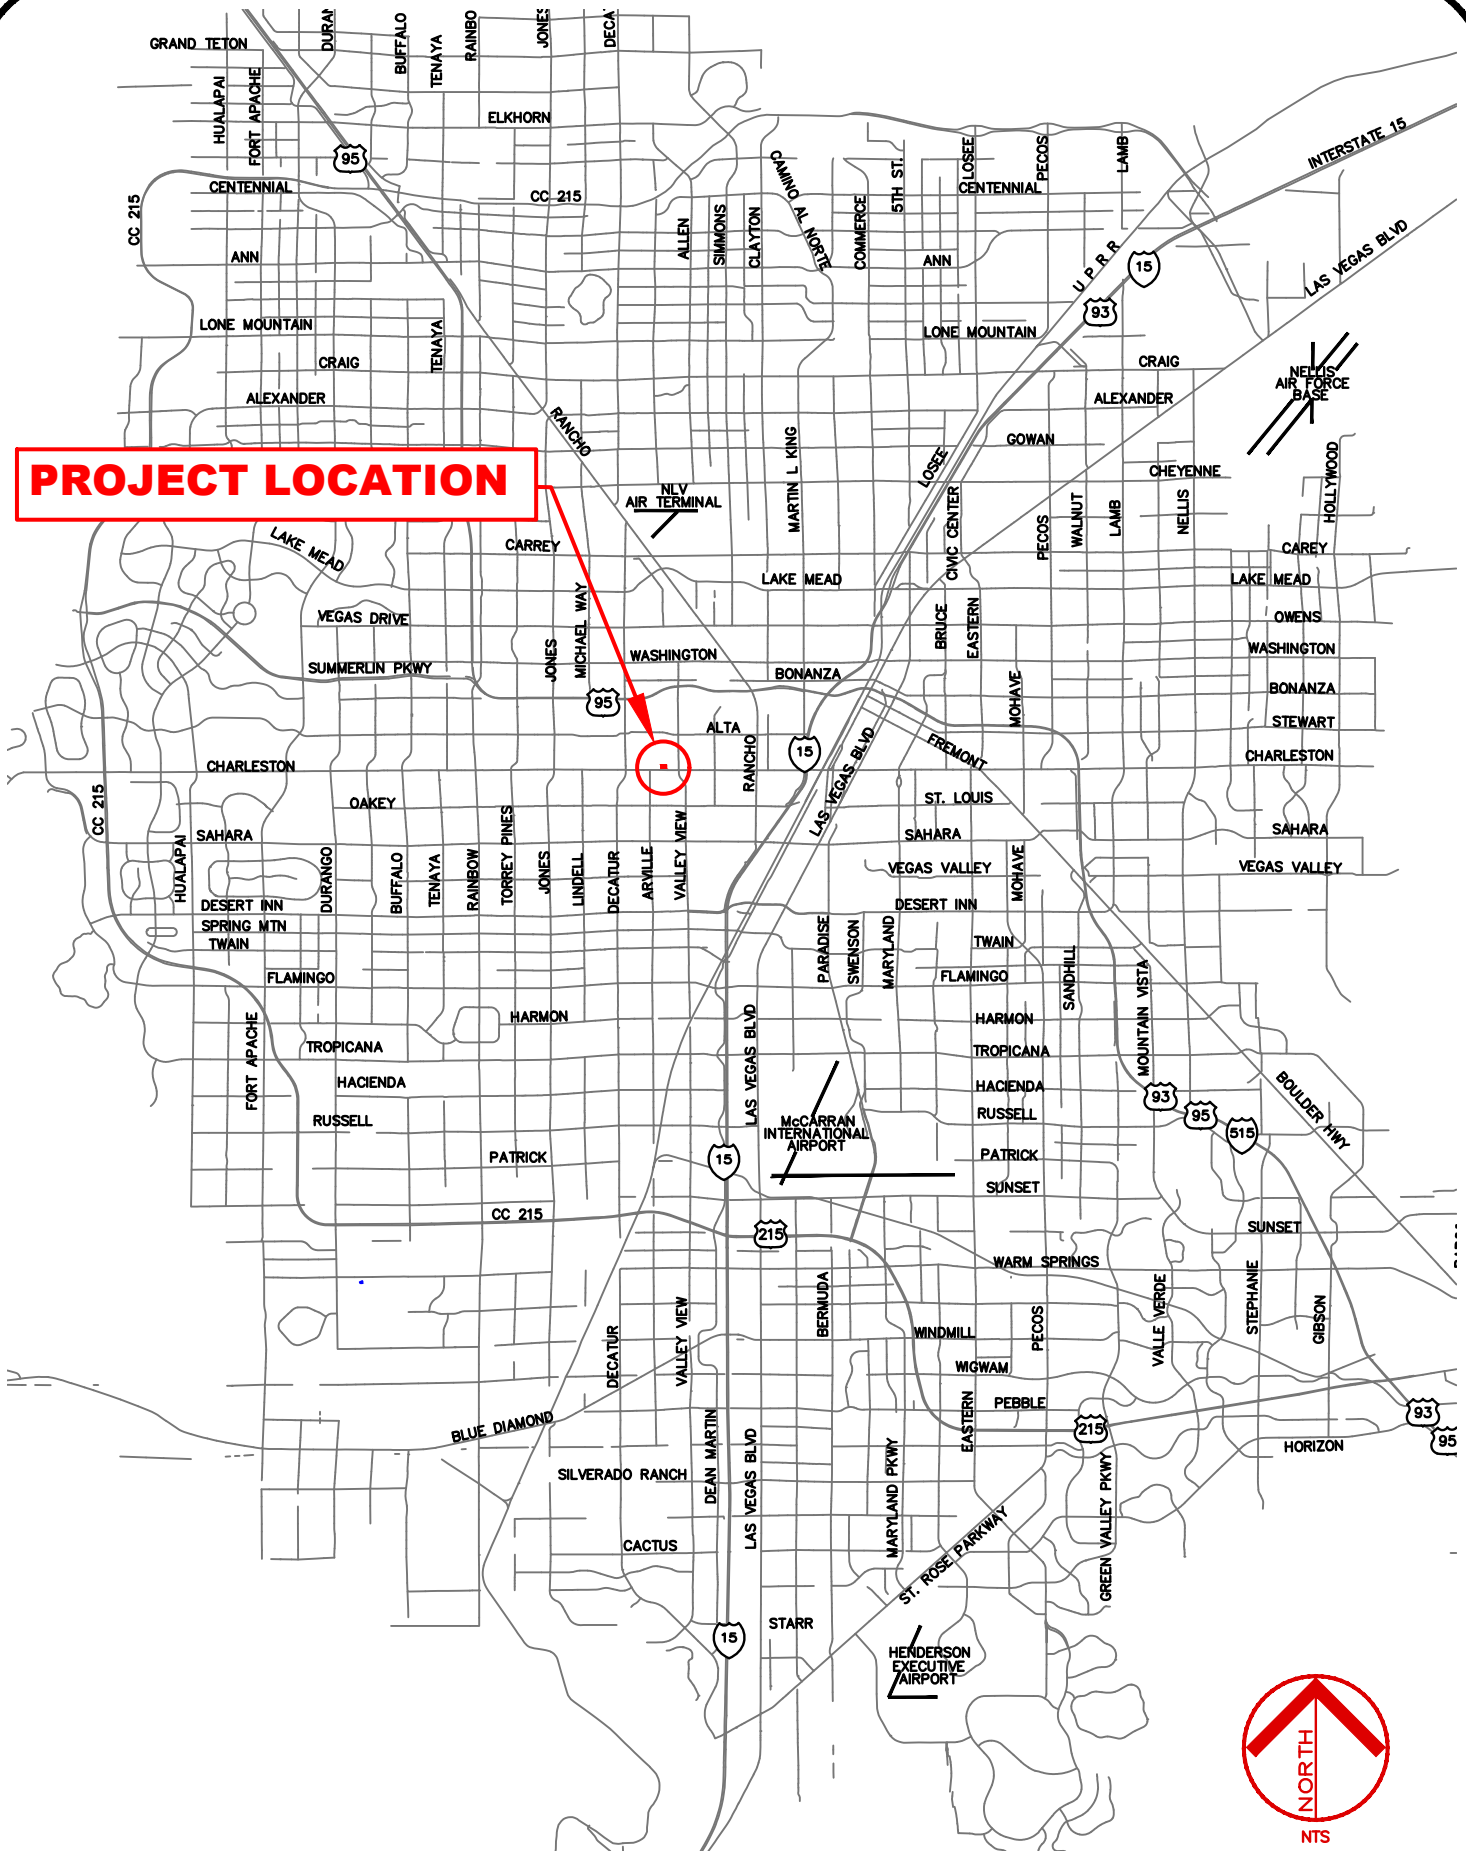 GRAND TETON
HUALAPAI
FORT APACHE
BUFFALO
TENAYA
ELKHORN
95
CC 215
CENTENNIAL
CC 215
ANN
ALLEN
SIMMONS
CLAYTON
CAMINO AL NORTE
COMMERCE
5TH ST.
LOSEE
PECOS
LAMB
CENTENNIAL
ANN
INTERSTATE 15
U P R R
15
93
LAS VEGAS BLVD
LONE MOUNTAIN
CRAIG
TENAYA
ALEXANDER
LONE MOUNTAIN
CRAIG
ALEXANDER
NELLIS
AIR FORCE
BASE
RANCHO
MARTIN L KING
LOSEE
GOWAN
CHEYENNE
HOLLYWOOD
PROJECT LOCATION
NLV
AIR TERMINAL
CIVIC CENTER
PECOS
WALNUT
LAMB
NELLIS
LAKE MEAD
CARREY
CAREY
LAKE MEAD
LAKE MEAD
VEGAS DRIVE
MICHAEL WAY
JONES
BRUCE
EASTERN
OWENS
WASHINGTON
WASHINGTON
SUMMERLIN PKWY
BONANZA
BONANZA
95
MOHAVE
ALTA
STEWART
RANCHO
15
LAS VEGAS BLVD
FREMONT
CHARLESTON
CHARLESTON
CC 215
OAKEY
ST. LOUIS
SAHARA
SAHARA
SAHARA
HUALAPAI
DURANGO
BUFFALO
TENAYA
RAINBOW
TORREY PINES
JONES
LINDELL
DECATUR
ARVILLE
VALLEY VIEW
VEGAS VALLEY
MOHAVE
VEGAS VALLEY
DESERT INN
DESERT INN
SPRING MTN
TWAIN
PARADISE
SWENSON
MARYLAND
TWAIN
FLAMINGO
FLAMINGO
SANDHILL
MOUNTAIN VISTA
FORT APACHE
HARMON
LAS VEGAS BLVD
HARMON
TROPICANA
TROPICANA
HACIENDA
HACIENDA
93
95
515
BOULDER HWY
RUSSELL
RUSSELL
McCARRAN
INTERNATIONAL
AIRPORT
PATRICK
15
PATRICK
SUNSET
CC 215
215
SUNSET
WARM SPRINGS
BERMUDA
VALLEY VIEW
DECATUR
WINDMILL
PECOS
VALLE VERDE
STEPHANIE
GIBSON
WIGWAM
PEBBLE
EASTERN
215
93
95
BLUE DIAMOND
DEAN MARTIN
LAS VEGAS BLVD
MARYLAND PKWY
HORIZON
SILVERADO RANCH
GREEN VALLEY PKWY
CACTUS
ST. ROSE PARKWAY
STARR
15
HENDERSON
EXECUTIVE
AIRPORT
NORTH
NTS